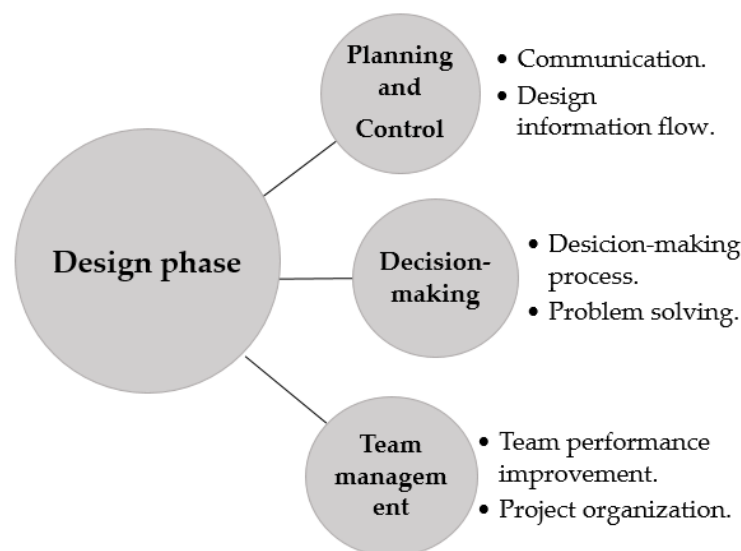 Planning
and
Control
• Communication.
• Design
information flow.
Design phase
Decision-
making
• Desicion-making
process.
• Problem solving.
Team
managem
ent
• Team performance
improvement.
• Project organization.